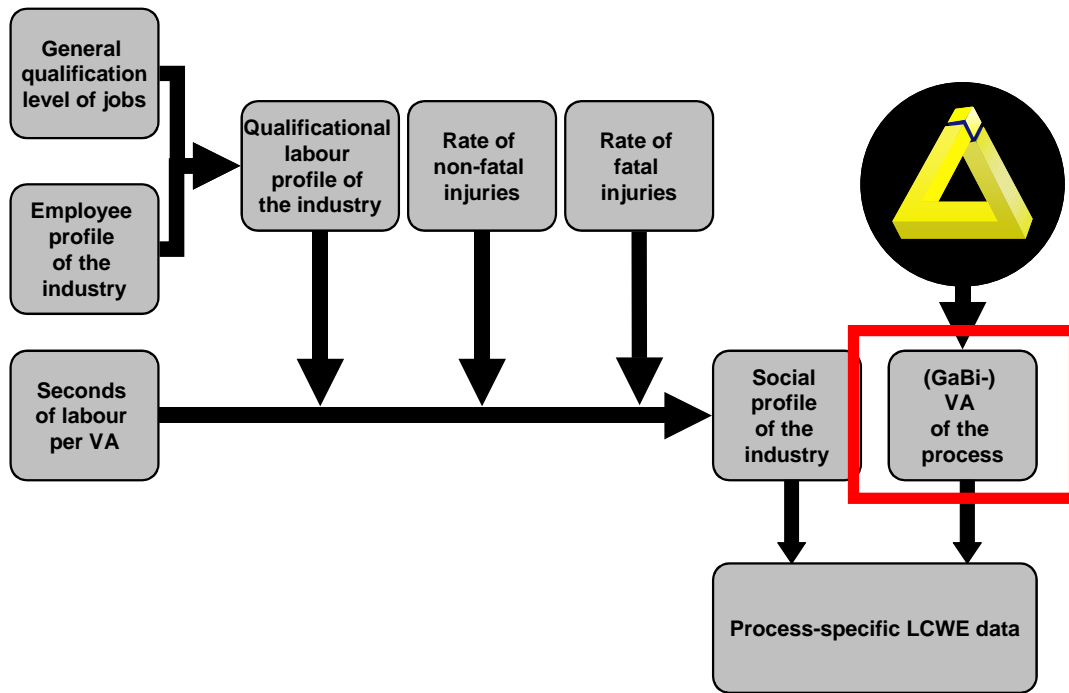 General
qualification
level of jobs
Qualificational
labour
profile of
the industry
Rate of
non-fatal
injuries
Rate of
fatal
injuries
Employee
profile
of the
industry
Seconds
of labour
per VA
Social
profile
of the
industry
(GaBi-)
VA
of the
process
Process-specific LCWE data